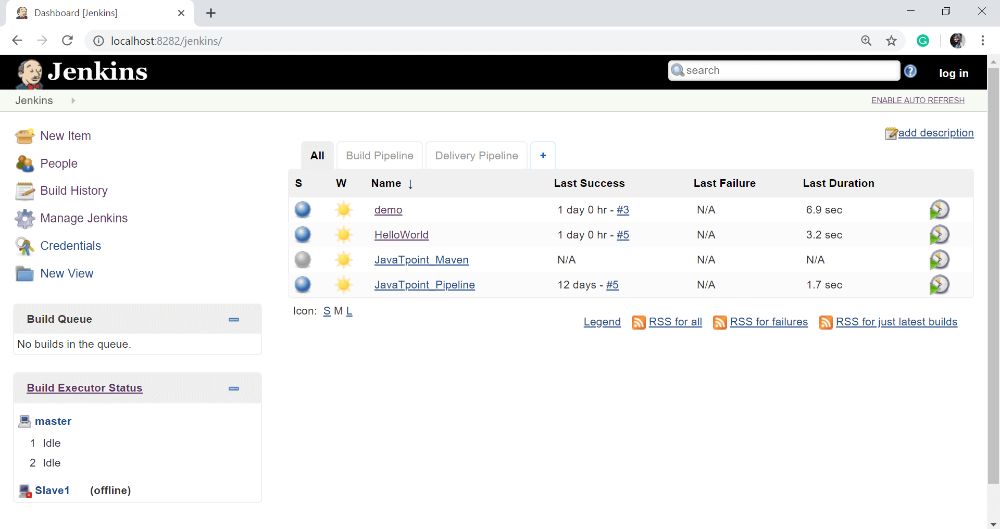 Dashboard [Jenkins]
localhost:8282/jenkins/
Jenkins
search
log in
Jenkins
ENABLE AUTO REFRESH
New Item
People
Build History
Manage Jenkins
Credentials
New View
Build Queue
No builds in the queue.
Build Executor Status
master
1 Idle
2 Idle
Slave1 (offline)
add description
All Build Pipeline Delivery Pipeline +
S W Name ↓ Last Success Last Failure Last Duration
demo 1 day 0 hr - #3 N/A 6.9 sec
HelloWorld 1 day 0 hr - #5 N/A 3.2 sec
JavaTpoint_Maven N/A N/A N/A
JavaTpoint_Pipeline 12 days - #5 N/A 1.7 sec
Icon: S M L
Legend RSS for all RSS for failures RSS for just latest builds